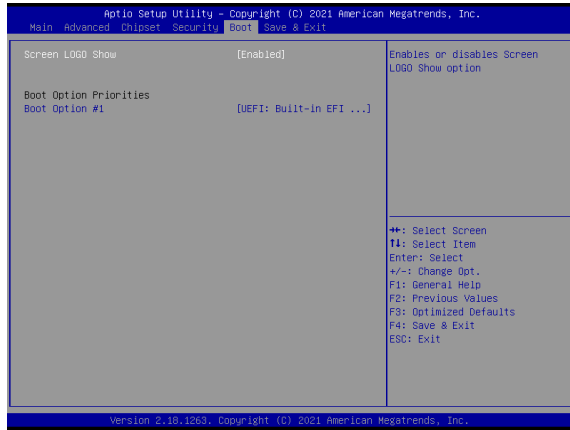 Aptio Setup Utility – Copyright (C) 2021 American Megatrends, Inc.
Main Advanced Chipset Security Boot Save & Exit
Screen LOGO Show [Enabled]
Boot Option Priorities
Boot Option #1 [UEFI: Built-in EFI ...]
Enables or disables Screen
LOGO Show option
→←: Select Screen
↑↓: Select Item
Enter: Select
+/-: Change Opt.
F1: General Help
F2: Previous Values
F3: Optimized Defaults
F4: Save & Exit
ESC: Exit
Version 2.18.1263. Copyright (C) 2021 American Megatrends, Inc.